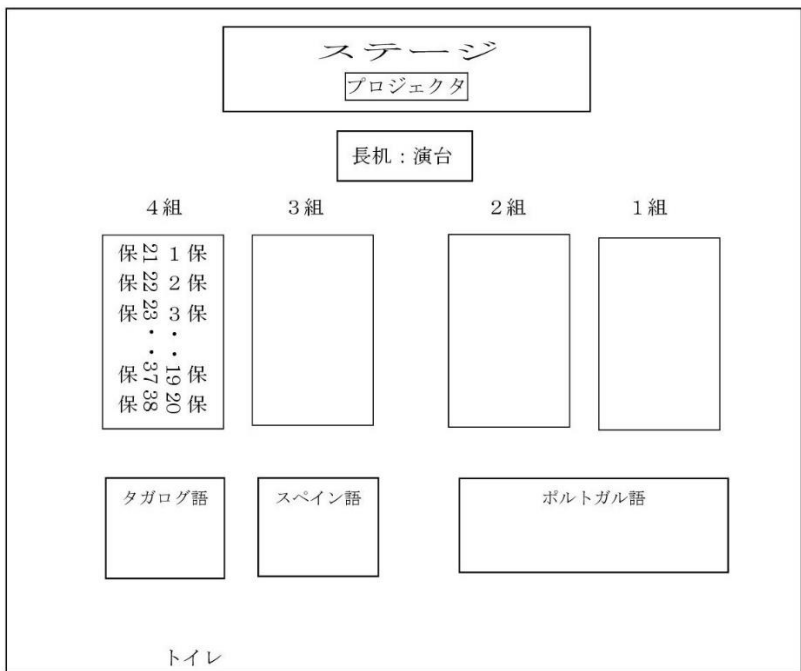 ステージ
プロジェクタ
長机：演台
４組　３組　２組　１組
保 21 1 保
保 22 2 保
保 23 3 保
・ ・
・ ・
保 37 19 保
保 38 20 保
タガログ語　スペイン語　ポルトガル語
トイレ